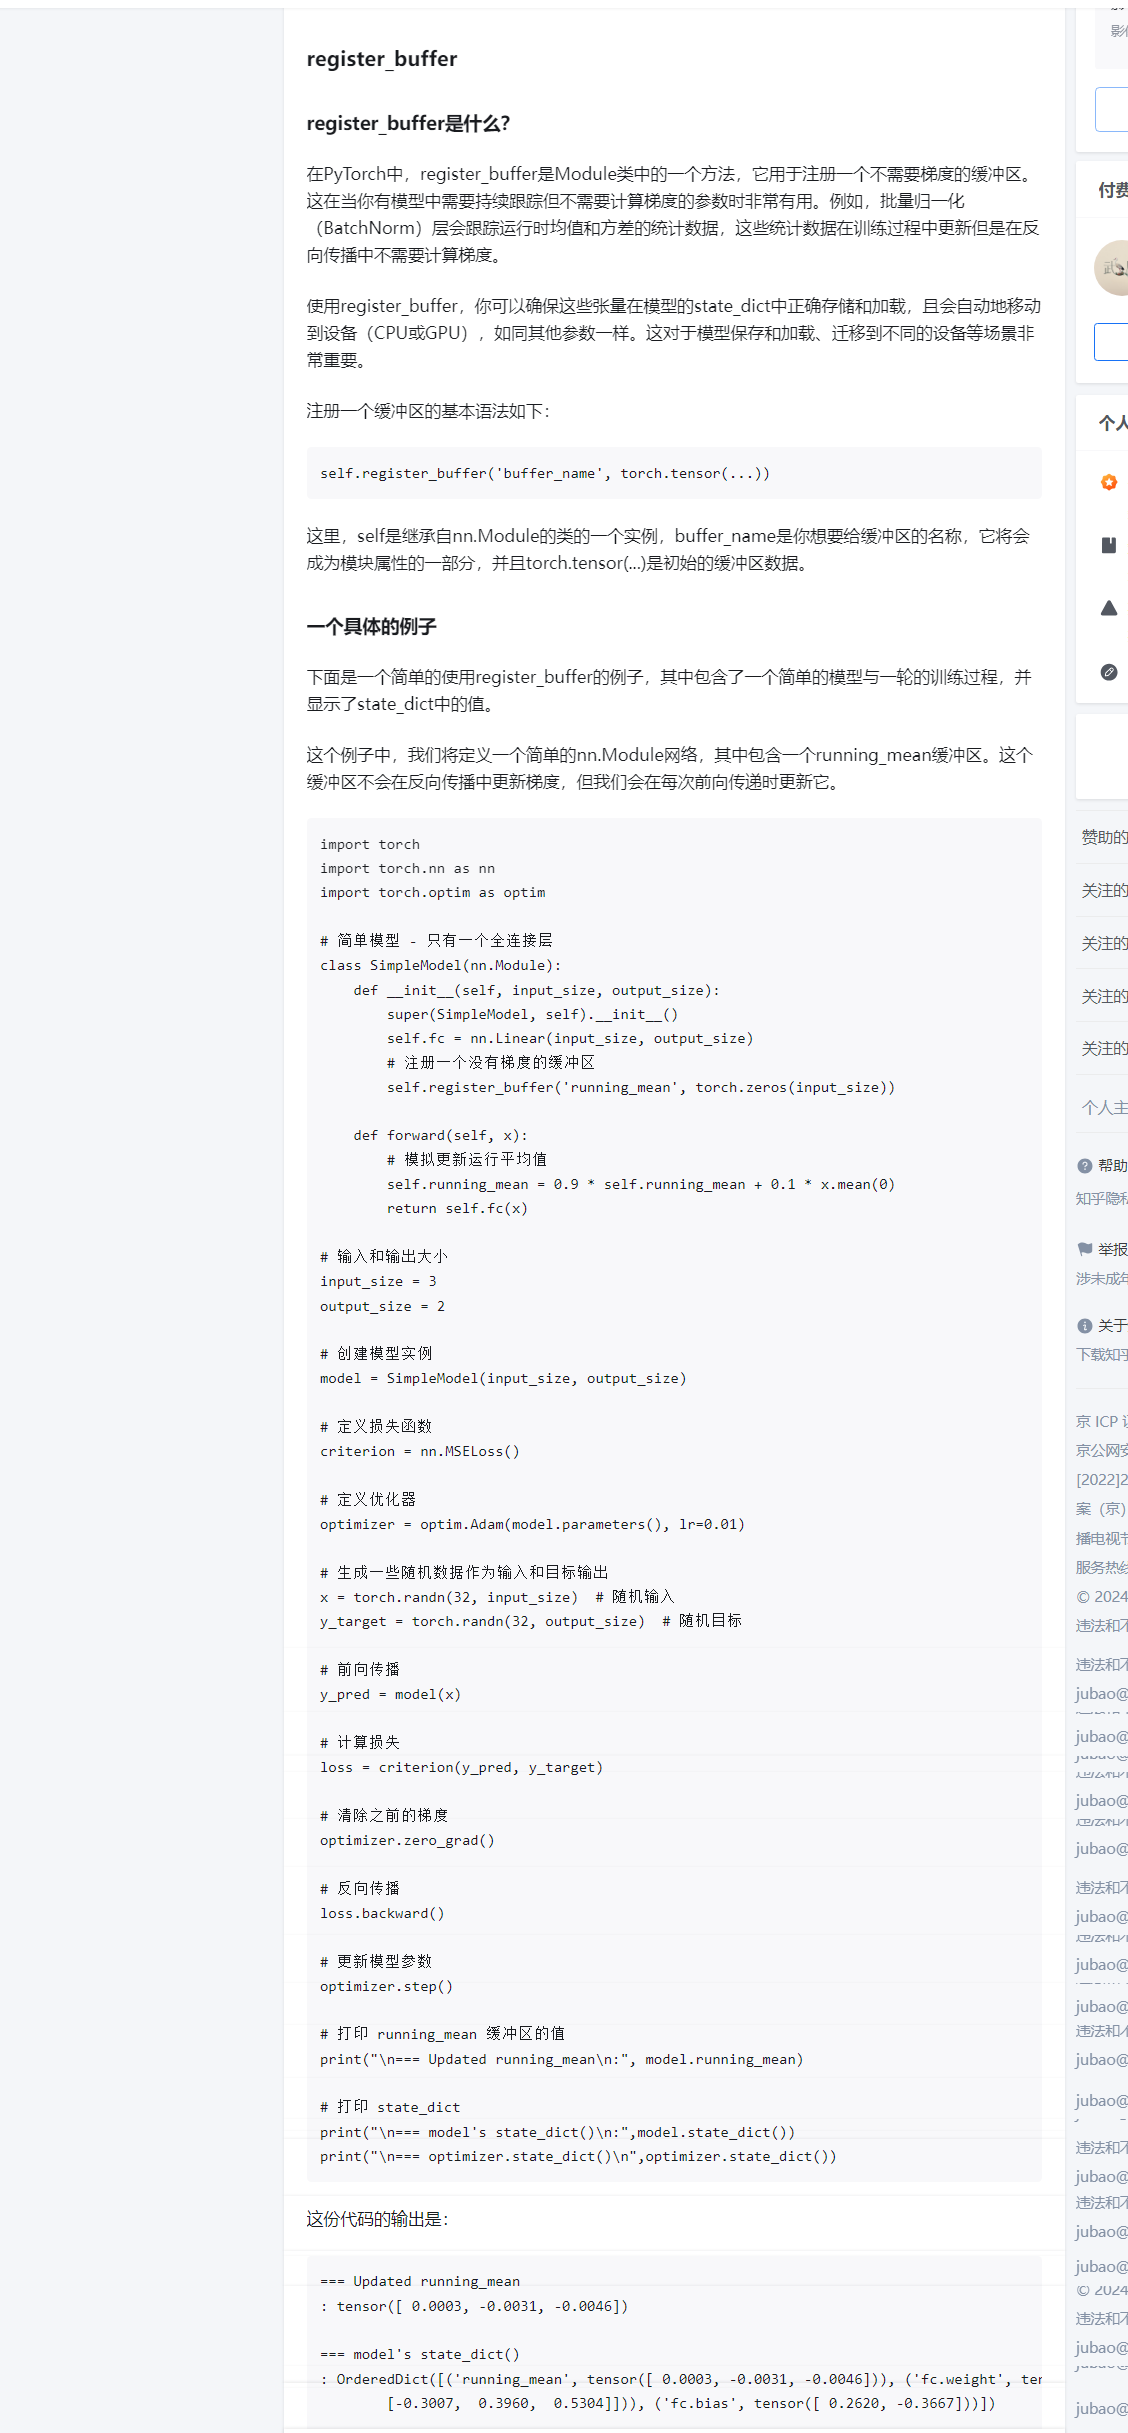 register_buffer
register_buffer是什么？
在PyTorch中，register_buffer是Module类中的一个方法，它用于注册一个不需要梯度的缓冲区。
这在当你有模型中需要持续跟踪但不需要计算梯度的参数时非常有用。例如，批量归一化
（BatchNorm）层会跟踪运行时均值和方差的统计数据，这些统计数据在训练过程中更新但是在反
向传播中不需要计算梯度。
使用register_buffer，你可以确保这些张量在模型的state_dict中正确存储和加载，且会自动地移动
到设备（CPU或GPU），如同其他参数一样。这对于模型保存和加载、迁移到不同的设备等场景非
常重要。
注册一个缓冲区的基本语法如下：
self.register_buffer('buffer_name', torch.tensor(...))
这里，self是继承自nn.Module的类的一个实例，buffer_name是你想要给缓冲区的名称，它将会
成为模块属性的一部分，并且torch.tensor(...)是初始的缓冲区数据。
一个具体的例子
下面是一个简单的使用register_buffer的例子，其中包含了一个简单的模型与一轮的训练过程，并
显示了state_dict中的值。
这个例子中，我们将定义一个简单的nn.Module网络，其中包含一个running_mean缓冲区。这个
缓冲区不会在反向传播中更新梯度，但我们会在每次前向传递时更新它。
import torch
import torch.nn as nn
import torch.optim as optim
# 简单模型 - 只有一个全连接层
class SimpleModel(nn.Module):
    def __init__(self, input_size, output_size):
        super(SimpleModel, self).__init__()
        self.fc = nn.Linear(input_size, output_size)
        # 注册一个没有梯度的缓冲区
        self.register_buffer('running_mean', torch.zeros(input_size))
    def forward(self, x):
        # 模拟更新运行平均值
        self.running_mean = 0.9 * self.running_mean + 0.1 * x.mean(0)
        return self.fc(x)
# 输入和输出大小
input_size = 3
output_size = 2
# 创建模型实例
model = SimpleModel(input_size, output_size)
# 定义损失函数
criterion = nn.MSELoss()
# 定义优化器
optimizer = optim.Adam(model.parameters(), lr=0.01)
# 生成一些随机数据作为输入和目标输出
x = torch.randn(32, input_size)  # 随机输入
y_target = torch.randn(32, output_size)  # 随机目标
# 前向传播
y_pred = model(x)
# 计算损失
loss = criterion(y_pred, y_target)
# 清除之前的梯度
optimizer.zero_grad()
# 反向传播
loss.backward()
# 更新模型参数
optimizer.step()
# 打印 running_mean 缓冲区的值
print("\n=== Updated running_mean\n:", model.running_mean)
# 打印 state_dict
print("\n=== model's state_dict()\n:",model.state_dict())
print("\n=== optimizer.state_dict()\n",optimizer.state_dict())
这份代码的输出是：
=== Updated running_mean
: tensor([ 0.0003, -0.0031, -0.0046])
=== model's state_dict()
: OrderedDict([('running_mean', tensor([ 0.0003, -0.0031, -0.0046])), ('fc.weight', ten
        [-0.3007,  0.3960,  0.5304]])), ('fc.bias', tensor([ 0.2620, -0.3667]))])
付费
个人
赞助的
关注的
关注的
关注的
关注的
个人主
帮助
知乎隐私
举报
涉未成年
关于
下载知乎
京 ICP 证
京公网安
[2022]2
案（京）
播电视节
服务热线
© 2024
违法和不
违法和不
jubao@
jubao@
jubao@
jubao@
违法和不
jubao@
jubao@
jubao@
违法和不
jubao@
jubao@
违法和不
jubao@
违法和不
jubao@
jubao@
© 2024
违法和不
jubao@
jubao@